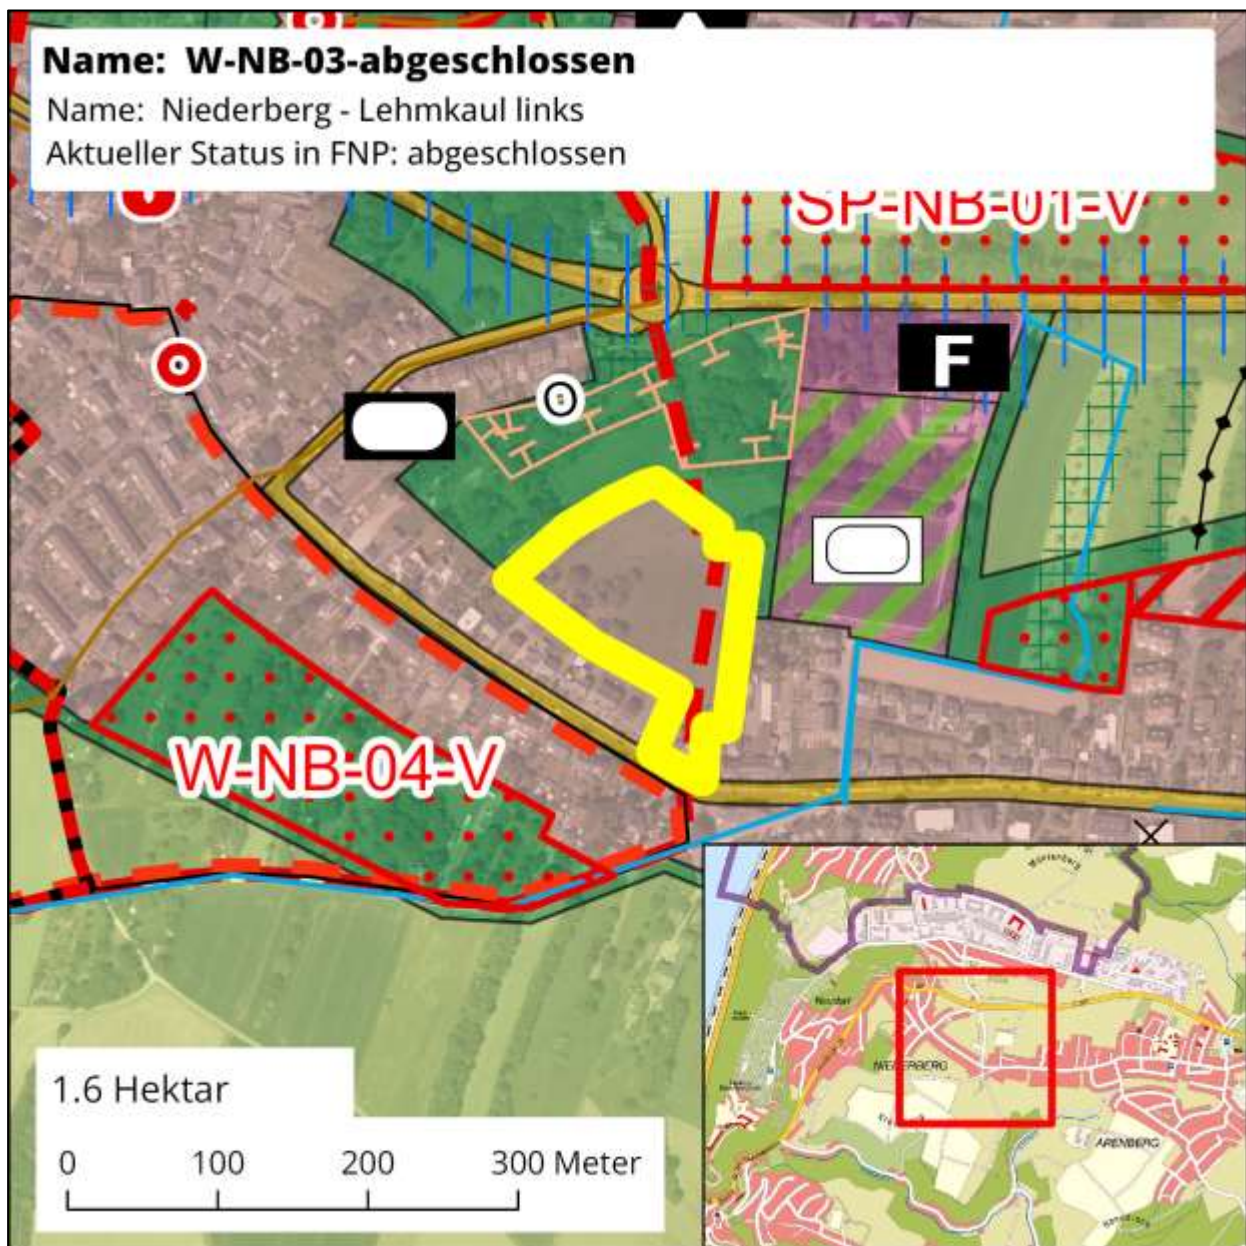 Name: W-NB-03-abgeschlossen
Name: Niederberg - Lehmkaul links
Aktueller Status in FNP: abgeschlossen
SP-NB-01-V
F
W-NB-04-V
1.6 Hektar
0 100 200 300 Meter
NIEDERBERG
ARENBERG